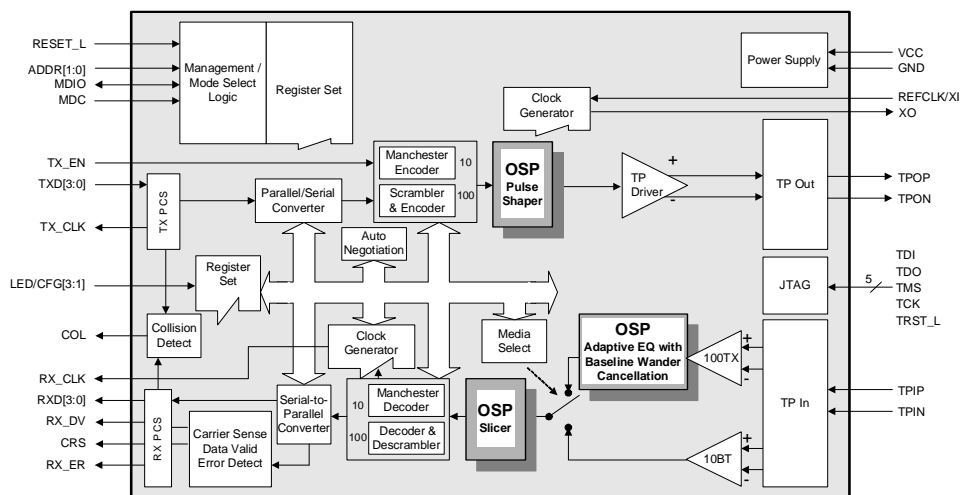 RESET_L
ADDR[1:0]
MDIO
MDC
Management /
Mode Select
Logic
Register Set
Power Supply
VCC
GND
Clock
Generator
REFCLK/XI
XO
TX_EN
TXD[3:0]
TX_CLK
TX PCS
Parallel/Serial
Converter
Manchester
Encoder
10
Scrambler
& Encoder
100
OSP
Pulse
Shaper
TP
Driver
+
-
TP Out
TPOP
TPON
Auto
Negotiation
LED/CFG[3:1]
Register
Set
JTAG
5
TDI
TDO
TMS
TCK
TRST_L
COL
Collision
Detect
Clock
Generator
Media
Select
OSP
Adaptive EQ with
Baseline Wander
Cancellation
100TX
+
-
TP In
TPIP
TPIN
RX_CLK
RXD[3:0]
RX_DV
CRS
RX_ER
RX PCS
Carrier Sense
Data Valid
Error Detect
Serial-to-
Parallel
Converter
10
Manchester
Decoder
100
Decoder &
Descrambler
OSP
Slicer
10BT
+
-